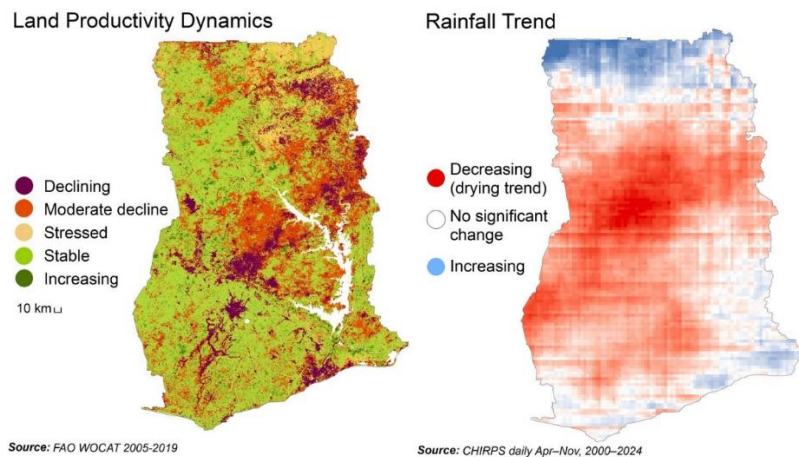 Land Productivity Dynamics
Declining
Moderate decline
Stressed
Stable
Increasing
10 km
Source: FAO WOCAT 2005-2019
Rainfall Trend
Decreasing
(drying trend)
No significant
change
Increasing
Source: CHIRPS daily Apr–Nov, 2000–2024